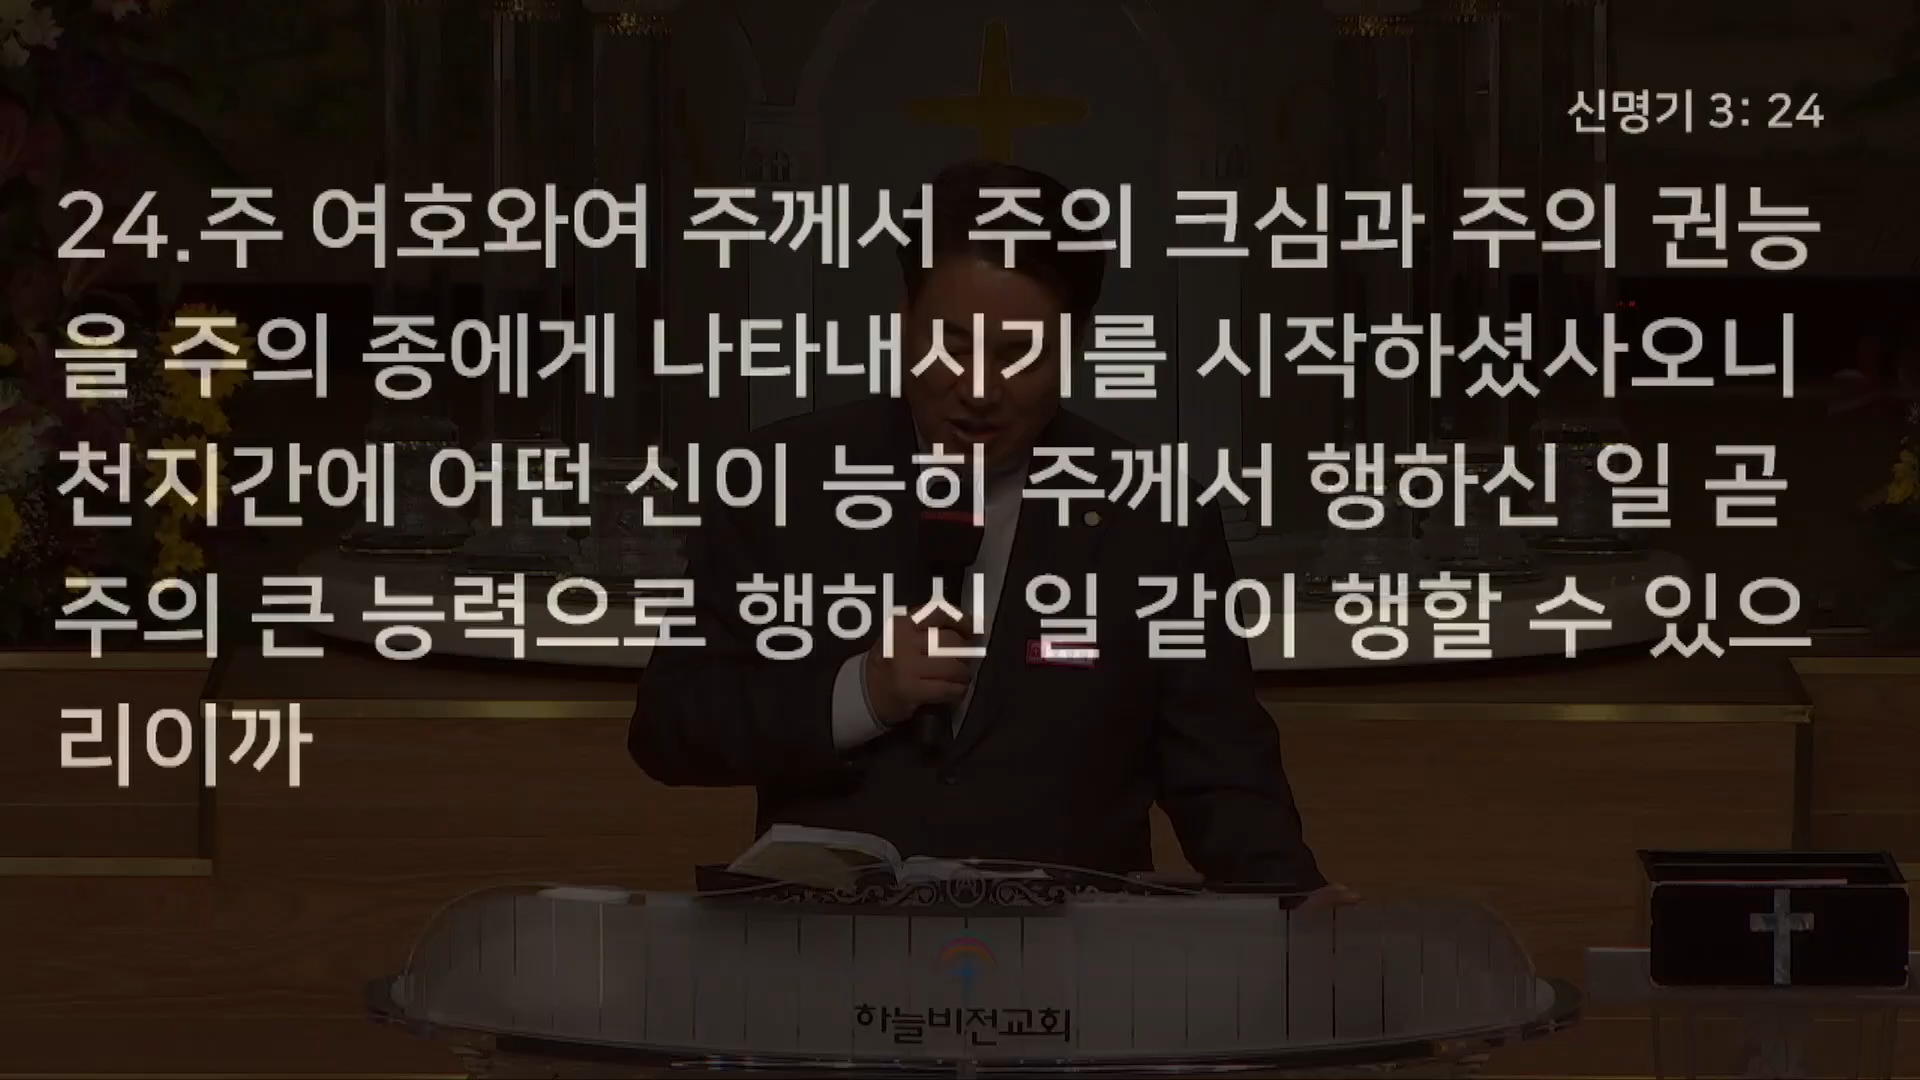 신명기 3: 24
24.주 여호와여 주께서 주의 크심과 주의 권능
을 주의 종에게 나타내시기를 시작하셨사오니
천지간에 어떤 신이 능히 주께서 행하신 일 곧
주의 큰 능력으로 행하신 일 같이 행할 수 있으
리이까
하늘비전교회